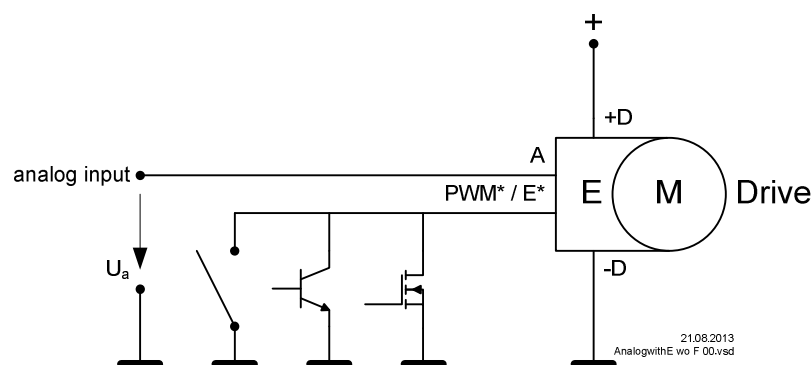 +
+D
A
analog input
PWM* / E*
E M Drive
Ua
-D
21.08.2013
AnalogwithE wo F 00.vsd